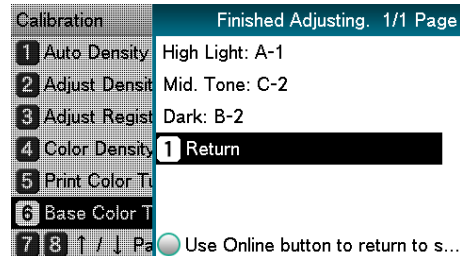 Calibration
1 Auto Density
2 Adjust Densit
3 Adjust Regist
4 Color Density
5 Print Color Tu
6 Base Color T
7 8 ↑ / ↓ Pa
Finished Adjusting. 1/1 Page
High Light: A-1
Mid. Tone: C-2
Dark: B-2
1 Return
Use Online button to return to s...